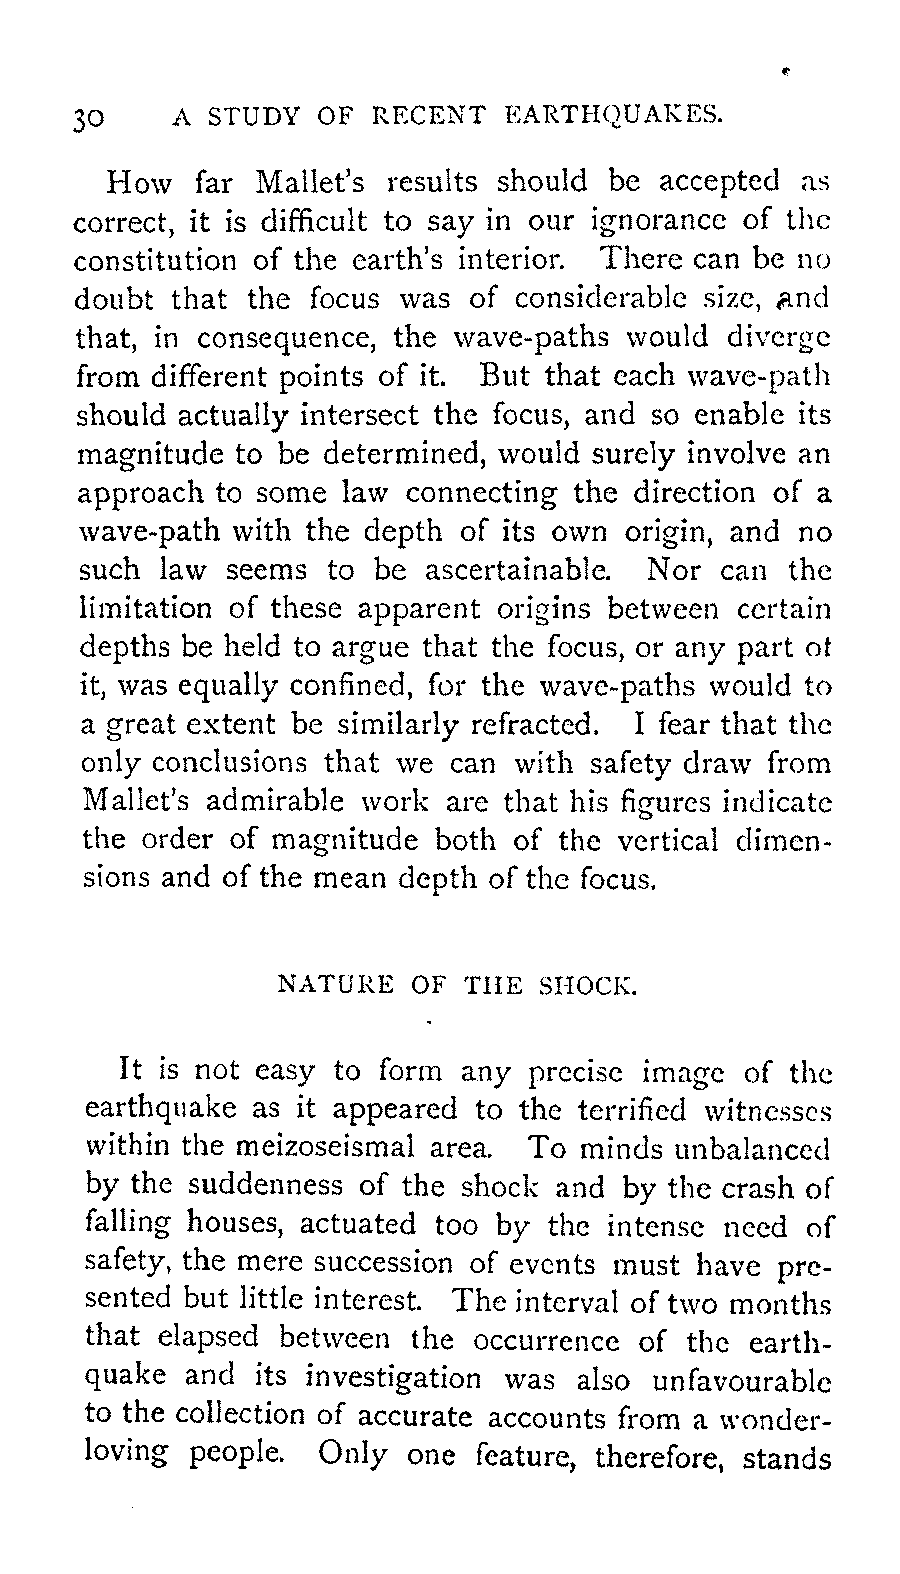 30 A STUDY OF RECENT EARTHQUAKES.
How far Mallet's results should be accepted as
correct, it is difficult to say in our ignorance of the
constitution of the earth's interior. There can be no
doubt that the focus was of considerable size, and
that, in consequence, the wave-paths would diverge
from different points of it. But that each wave-path
should actually intersect the focus, and so enable its
magnitude to be determined, would surely involve an
approach to some law connecting the direction of a
wave-path with the depth of its own origin, and no
such law seems to be ascertainable. Nor can the
limitation of these apparent origins between certain
depths be held to argue that the focus, or any part of
it, was equally confined, for the wave-paths would to
a great extent be similarly refracted. I fear that the
only conclusions that we can with safety draw from
Mallet's admirable work are that his figures indicate
the order of magnitude both of the vertical dimen-
sions and of the mean depth of the focus.
NATURE OF THE SHOCK.
It is not easy to form any precise image of the
earthquake as it appeared to the terrified witnesses
within the meizoseismal area. To minds unbalanced
by the suddenness of the shock and by the crash of
falling houses, actuated too by the intense need of
safety, the mere succession of events must have pre-
sented but little interest. The interval of two months
that elapsed between the occurrence of the earth-
quake and its investigation was also unfavourable
to the collection of accurate accounts from a wonder-
loving people. Only one feature, therefore, stands